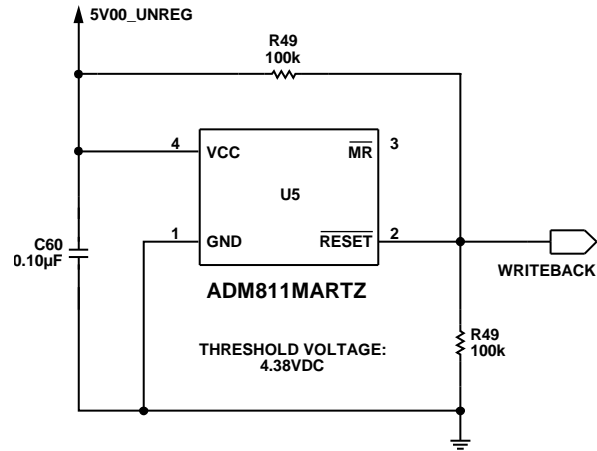 5V00_UNREG
R49
100k
4
VCC
MR
3
U5
1
GND
RESET
2
C60
0.10µF
WRITEBACK
ADM811MARTZ
R49
100k
THRESHOLD VOLTAGE:
4.38VDC